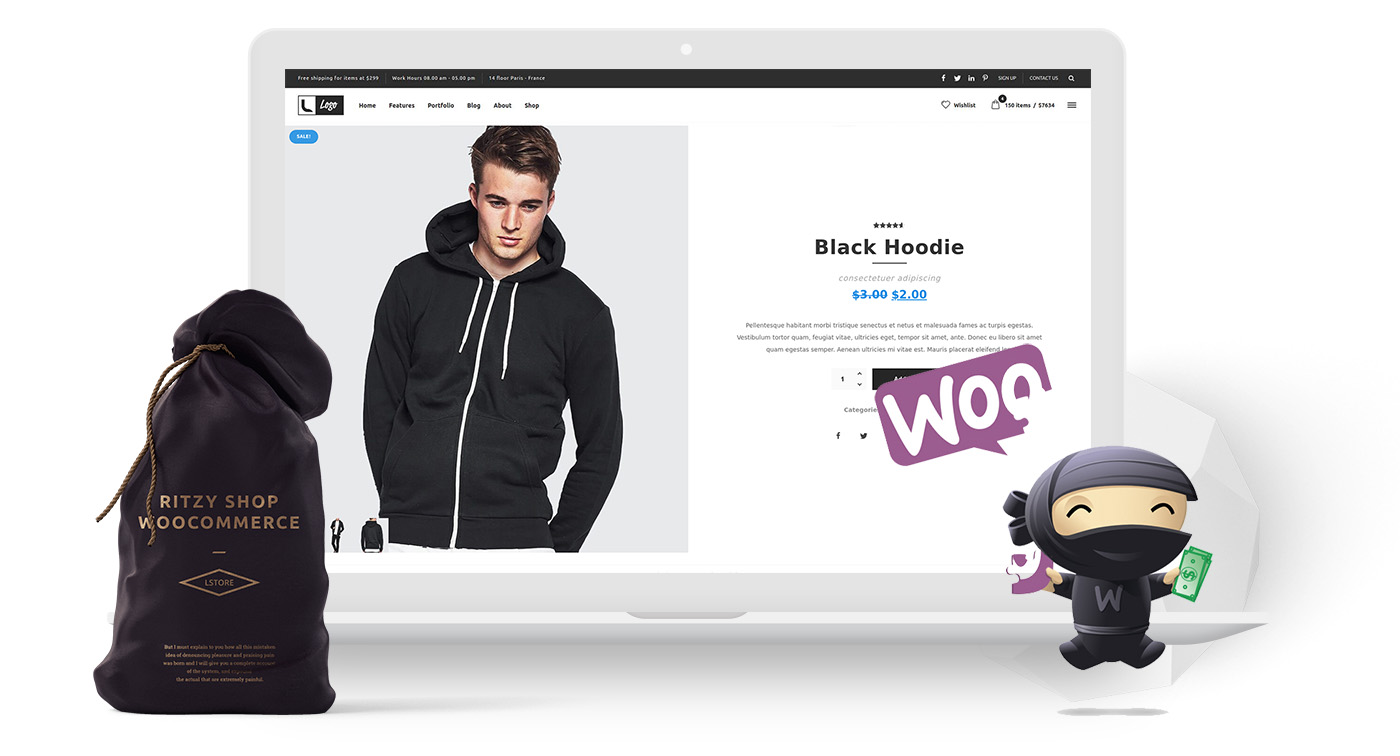 Free shipping for items at $299
Work Hours 08.00 am - 05.00 pm
14 floor Paris - France
SIGN UP
CONTACT US
Logo
Home
Features
Portfolio
Blog
About
Shop
Wishlist
4
150 items / $7634
SALE!
Black Hoodie
consectetuer adipiscing
$3.00 $2.00
Pellentesque habitant morbi tristique senectus et netus et malesuada fames ac turpis egestas.
Vestibulum tortor quam, feugiat vitae, ultricies eget, tempor sit amet, ante. Donec eu libero sit amet
quam egestas semper. Aenean ultricies mi vitae est. Mauris placerat eleifend
1
WOO
W
RITZY SHOP
WOOCOMMERCE
LSTORE
But I must explain to you how all this mistaken
idea of denouncing pleasure and praising pain
was born and I will give you a complete
of the system, and
the actual that are extremely painful.